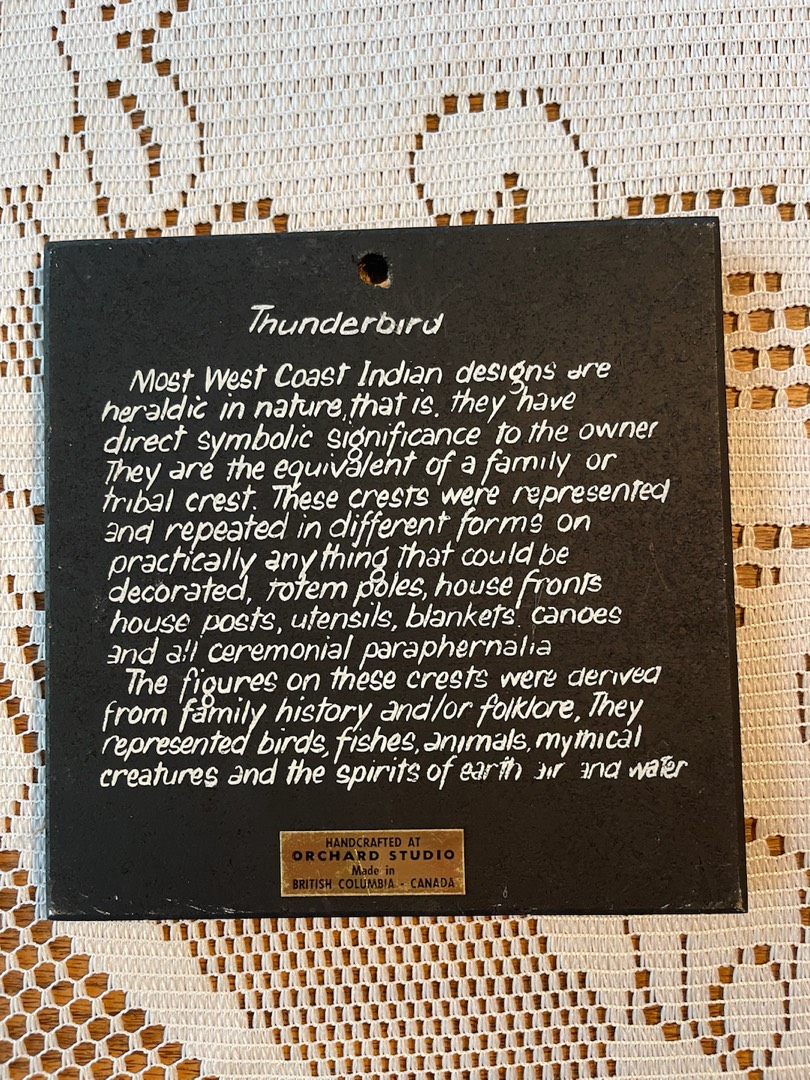 Thunderbird
Most West Coast Indian designs are
heraldic in nature, that is, they have
direct symbolic significance to the owner
They are the equivalent of a family or
tribal crest. These crests were represented
and repeated in different forms on
practically anything that could be
decorated, totem poles, house fronts
house posts, utensils, blankets, canoes
and all ceremonial paraphernalia
The figures on these crests were derived
from family history and/or folklore, They
represented birds, fishes, animals, mythical
creatures and the spirits of earth air and water
HANDCRAFTED AT
ORCHARD STUDIO
Made in
BRITISH COLUMBIA - CANADA